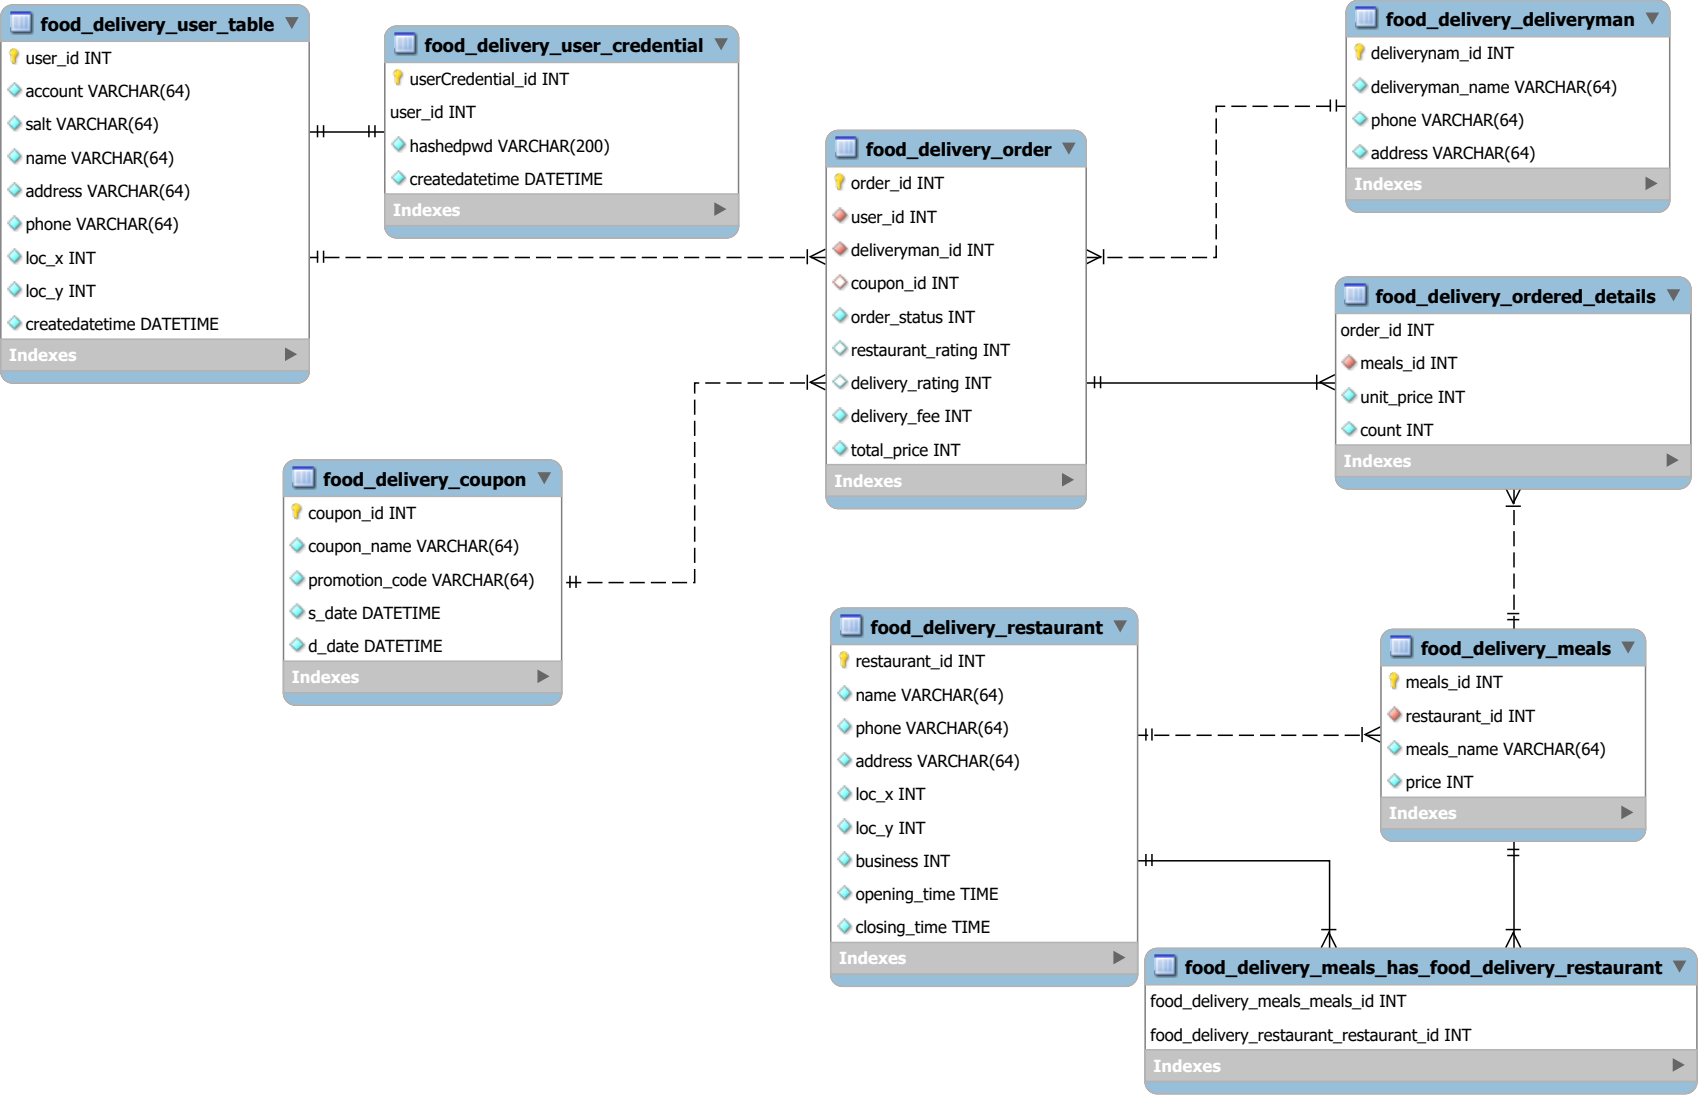 food_delivery_user_table
user_id INT
account VARCHAR(64)
salt VARCHAR(64)
name VARCHAR(64)
address VARCHAR(64)
phone VARCHAR(64)
loc_x INT
loc_y INT
createdatetime DATETIME
Indexes
food_delivery_user_credential
userCredential_id INT
user_id INT
hashedpwd VARCHAR(200)
createdatetime DATETIME
Indexes
food_delivery_order
order_id INT
user_id INT
deliveryman_id INT
coupon_id INT
order_status INT
restaurant_rating INT
delivery_rating INT
delivery_fee INT
total_price INT
Indexes
food_delivery_deliveryman
deliverynam_id INT
deliveryman_name VARCHAR(64)
phone VARCHAR(64)
address VARCHAR(64)
Indexes
food_delivery_ordered_details
order_id INT
meals_id INT
unit_price INT
count INT
Indexes
food_delivery_coupon
coupon_id INT
coupon_name VARCHAR(64)
promotion_code VARCHAR(64)
s_date DATETIME
d_date DATETIME
Indexes
food_delivery_restaurant
restaurant_id INT
name VARCHAR(64)
phone VARCHAR(64)
address VARCHAR(64)
loc_x INT
loc_y INT
business INT
opening_time TIME
closing_time TIME
Indexes
food_delivery_meals
meals_id INT
restaurant_id INT
meals_name VARCHAR(64)
price INT
Indexes
food_delivery_meals_has_food_delivery_restaurant
food_delivery_meals_meals_id INT
food_delivery_restaurant_restaurant_id INT
Indexes